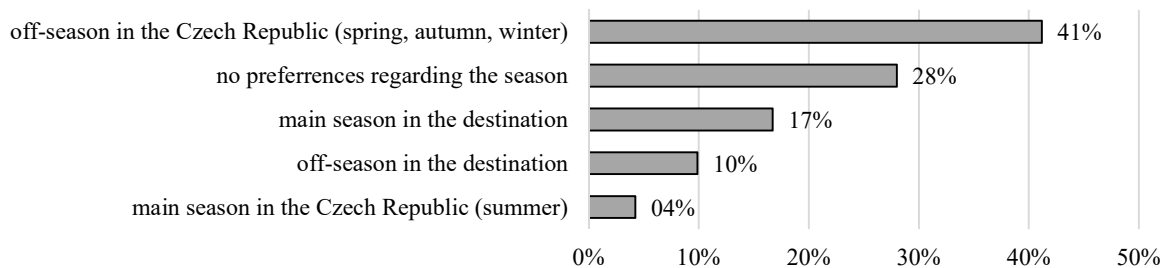 off-season in the Czech Republic (spring, autumn, winter) 41%
no preferrences regarding the season 28%
main season in the destination 17%
off-season in the destination 10%
main season in the Czech Republic (summer) 04%
0% 10% 20% 30% 40% 50%